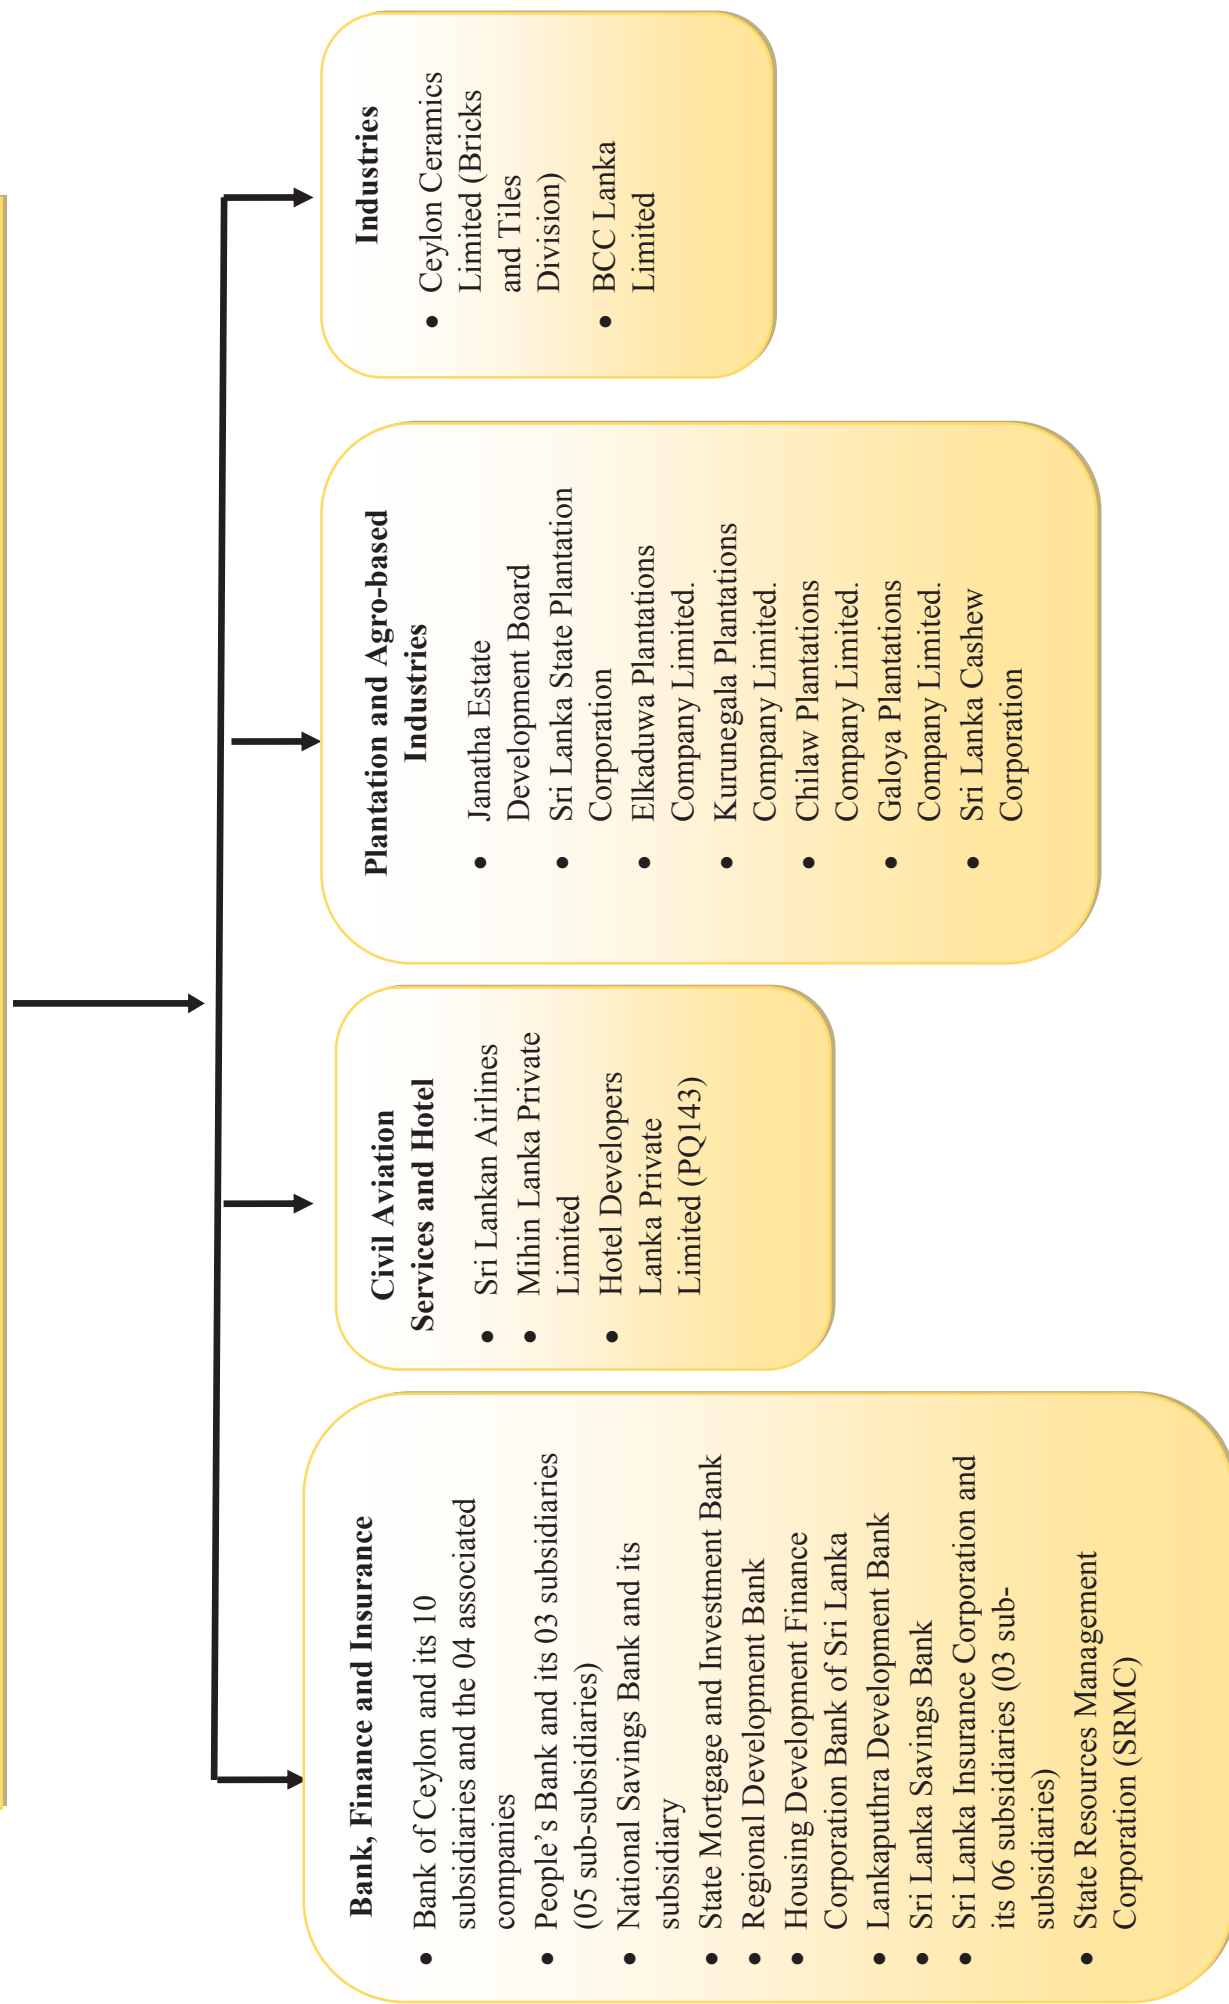 Bank, Finance and Insurance
• Bank of Ceylon and its 10
subsidiaries and the 04 associated
companies
• People’s Bank and its 03 subsidiaries
(05 sub-subsidiaries)
• National Savings Bank and its
subsidiary
• State Mortgage and Investment Bank
• Regional Development Bank
• Housing Development Finance
Corporation Bank of Sri Lanka
• Lankaputhra Development Bank
• Sri Lanka Savings Bank
• Sri Lanka Insurance Corporation and
its 06 subsidiaries (03 sub-
subsidiaries)
• State Resources Management
Corporation (SRMC)
Civil Aviation
Services and Hotel
• Sri Lankan Airlines
• Mihin Lanka Private
Limited
• Hotel Developers
Lanka Private
Limited (PQ143)
Plantation and Agro-based
Industries
• Janatha Estate
Development Board
• Sri Lanka State Plantation
Corporation
• Elkaduwa Plantations
Company Limited.
• Kurunegala Plantations
Company Limited.
• Chilaw Plantations
Company Limited.
• Galoya Plantations
Company Limited.
• Sri Lanka Cashew
Corporation
Industries
• Ceylon Ceramics
Limited (Bricks
and Tiles
Division)
• BCC Lanka
Limited